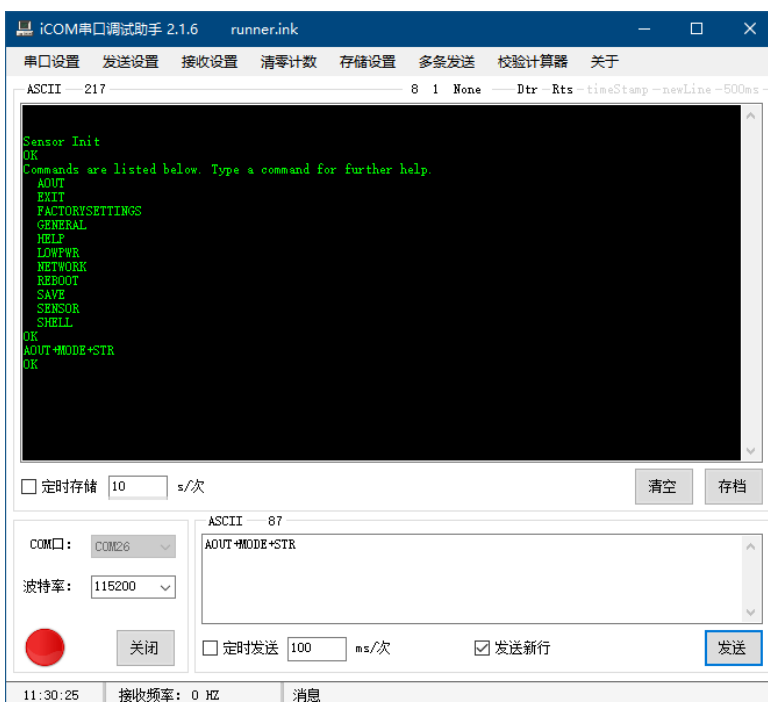 iCOM串口调试助手 2.1.6 runner.ink
串口设置 发送设置 接收设置 清零计数 存储设置 多条发送 校验计算器 关于
ASCII 217 8 1 None Dtr Rts timeStamp newLine 500ms
Sensor Init
OK
Commands are listed below. Type a command for further help.
AOUT
EXIT
FACTORYSETTINGS
GENERAL
HELP
LOWPWR
NETWORK
REBOOT
SAVE
SENSOR
SHELL
OK
AOUT+MODE+STR
OK
定时存储 10 s/次 清空 存档
ASCII 87
COM口: COM26
AOUT+MODE+STR
波特率: 115200
关闭 定时发送 100 ms/次 发送新行 发送
11:30:25 接收频率: 0 HZ 消息